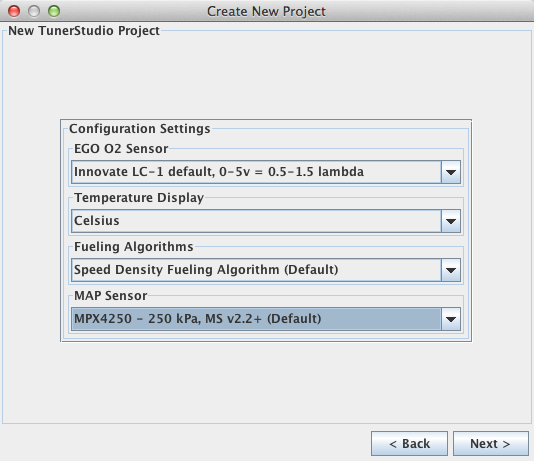 Create New Project
New TunerStudio Project
Configuration Settings
EGO O2 Sensor
Innovate LC-1 default, 0-5v = 0.5-1.5 lambda
Temperature Display
Celsius
Fueling Algorithms
Speed Density Fueling Algorithm (Default)
MAP Sensor
MPX4250 - 250 kPa, MS v2.2+ (Default)
< Back Next >